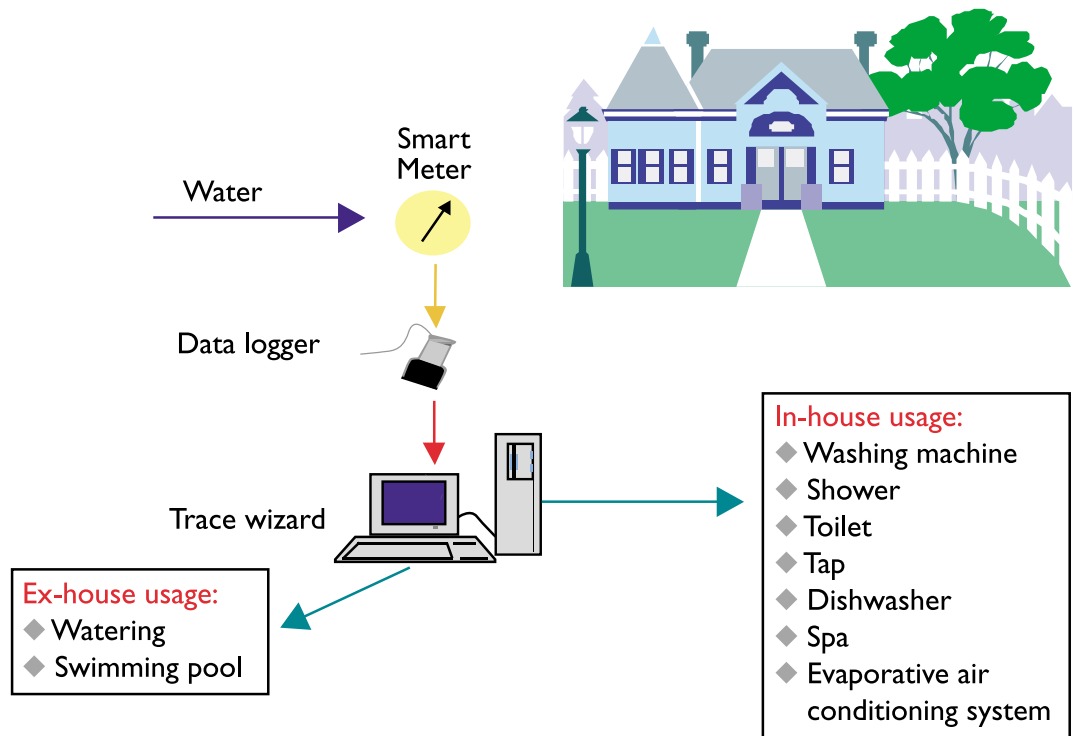 Smart
Meter
Water
Data logger
Trace wizard
In-house usage:
Washing machine
Shower
Toilet
Tap
Dishwasher
Spa
Evaporative air
conditioning system
Ex-house usage:
Watering
Swimming pool